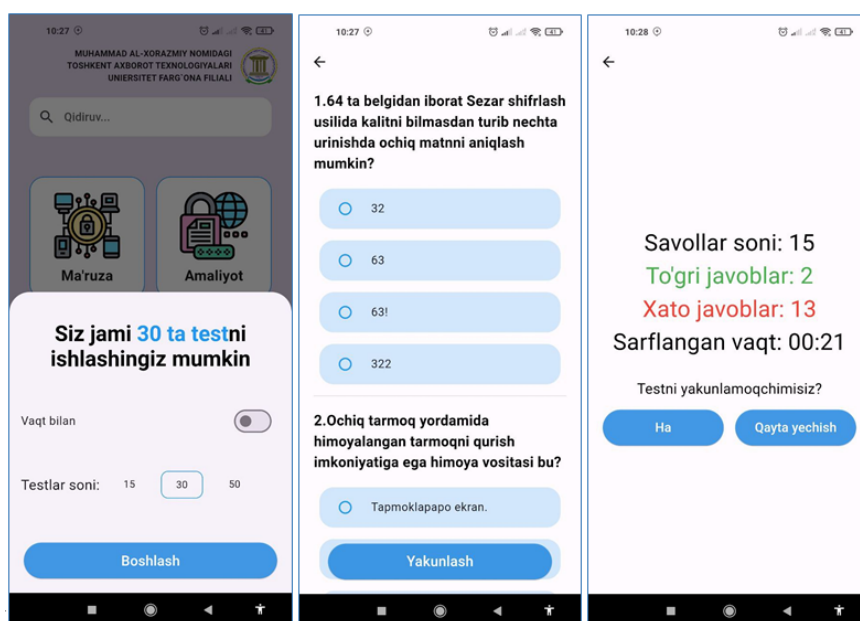 10:27
MUHAMMAD AL-XORAZMIY NOMIDAGI
TOSHKENT AXBOROT TEXNOLOGIYALARI
UNIERSITET FARG'ONA FILIALI
Qidiruv...
Ma'ruza
Amaliyot
Siz jami 30 ta testni
ishlashingiz mumkin
Vaqt bilan
Testlar soni: 15 30 50
Boshlash
10:27
1.64 ta belgidan iborat Sezar shifrlash
usilida kalitni bilmasdan turib nechta
urinishda ochiq matnni aniqlash
mumkin?
32
63
63!
322
2.Ochiq tarmoq yordamida
himoyalangan tarmoqni qurish
imkoniyatiga ega himoya vositasi bu?
Tapmoklapapo ekran.
Yakunlash
10:28
Savollar soni: 15
To'gri javoblar: 2
Xato javoblar: 13
Sarflangan vaqt: 00:21
Testni yakunlamoqchimisiz?
Ha
Qayta yechish